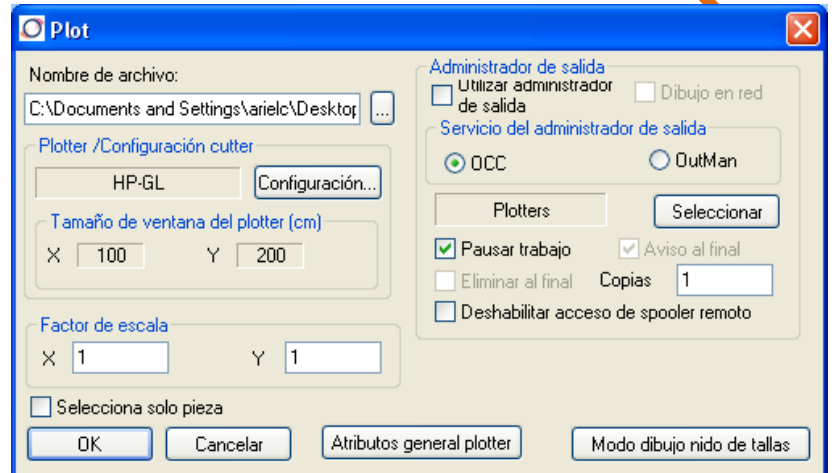 Plot
Nombre de archivo:
C:\Documents and Settings\arielc\Desktop
...
Plotter /Configuración cutter
HP-GL
Configuración...
Tamaño de ventana del plotter (cm)
X 100 Y 200
Factor de escala
X 1 Y 1
Selecciona solo pieza
OK
Cancelar
Atributos general plotter
Administrador de salida
Utilizar administrador
de salida
Dibujo en red
Servicio del administrador de salida
OCC
OutMan
Plotters
Seleccionar
Pausar trabajo
Aviso al final
Eliminar al final
Copias 1
Deshabilitar acceso de spooler remoto
Modo dibujo nido de tallas